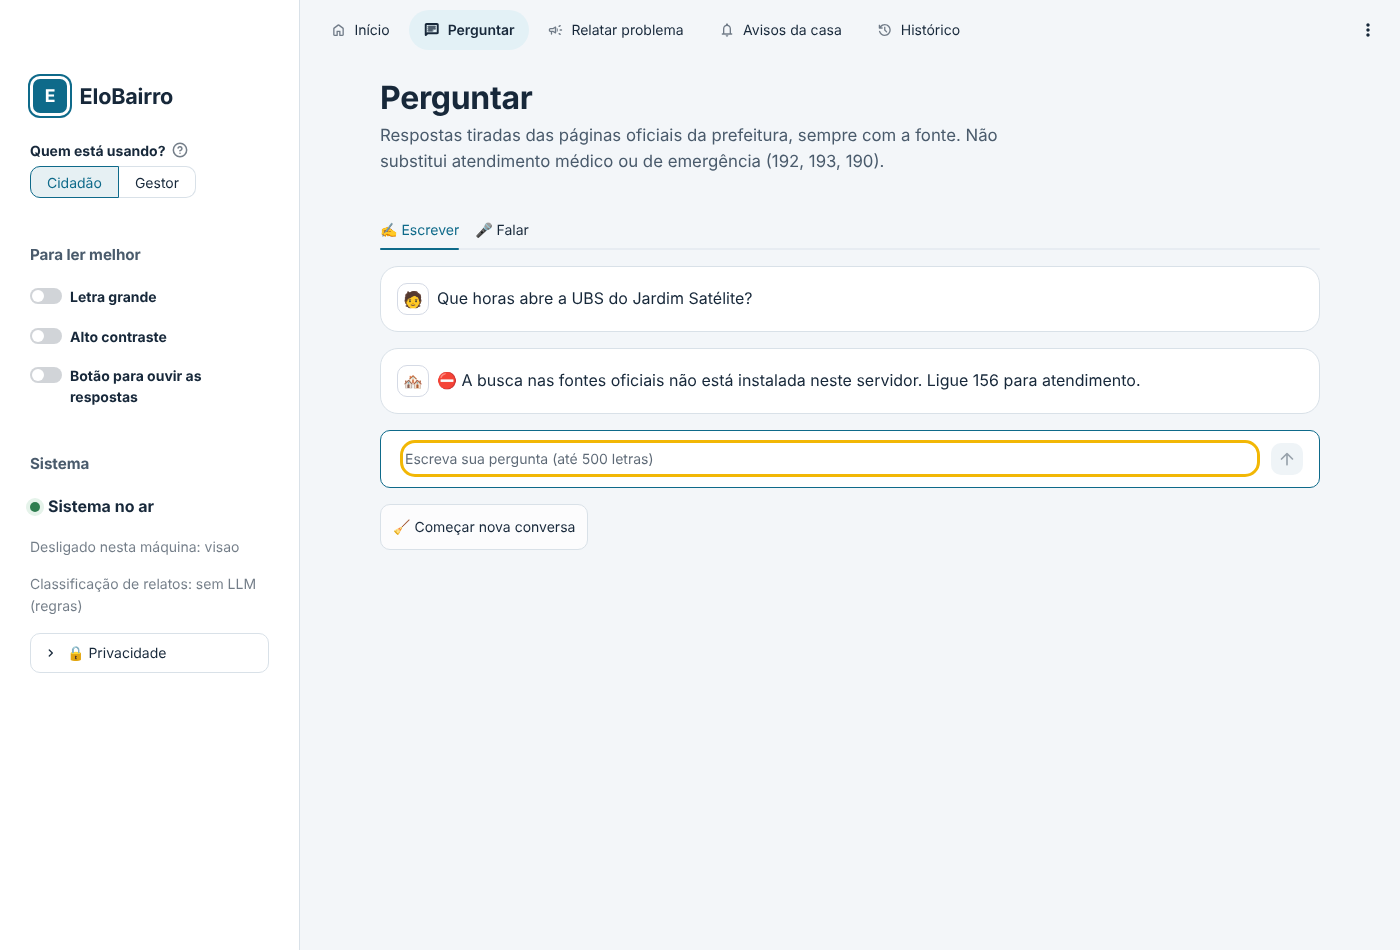 Início
Perguntar
Relatar problema
Avisos da casa
Histórico
E
EloBairro
Quem está usando?
Cidadão
Gestor
Para ler melhor
Letra grande
Alto contraste
Botão para ouvir as
respostas
Sistema
Sistema no ar
Desligado nesta máquina: visao
Classificação de relatos: sem LLM
(regras)
🔒 Privacidade
Perguntar
Respostas tiradas das páginas oficiais da prefeitura, sempre com a fonte. Não
substitui atendimento médico ou de emergência (192, 193, 190).
✍️ Escrever
🎤 Falar
Que horas abre a UBS do Jardim Satélite?
⛔ A busca nas fontes oficiais não está instalada neste servidor. Ligue 156 para atendimento.
Escreva sua pergunta (até 500 letras)
🧹 Começar nova conversa